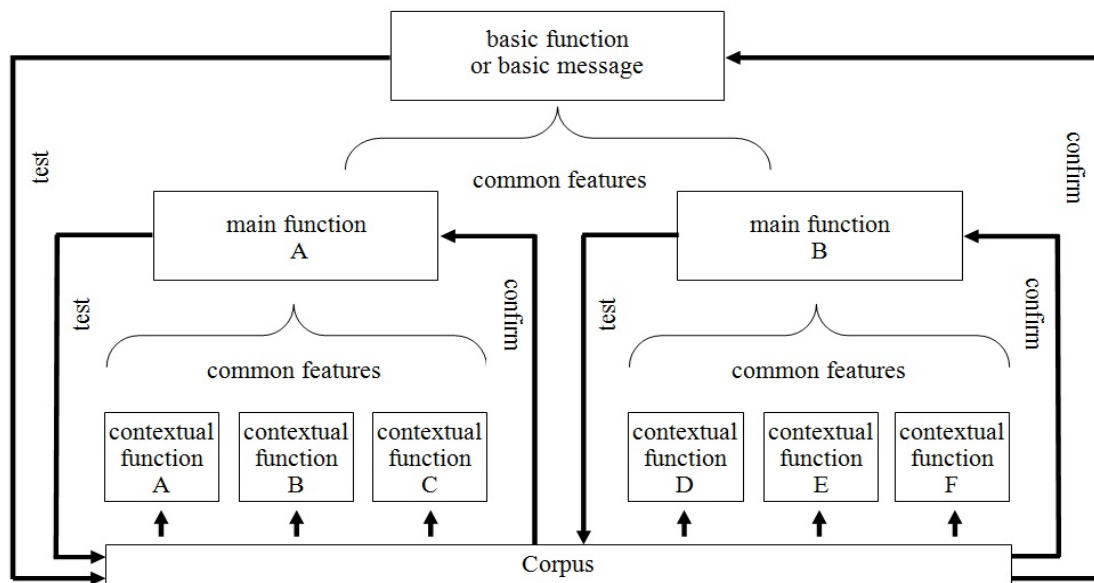 basic function
or basic message
test
confirm
common features
main function
A
main function
B
test
confirm
test
confirm
common features
common features
contextual
function
A
contextual
function
B
contextual
function
C
contextual
function
D
contextual
function
E
contextual
function
F
Corpus